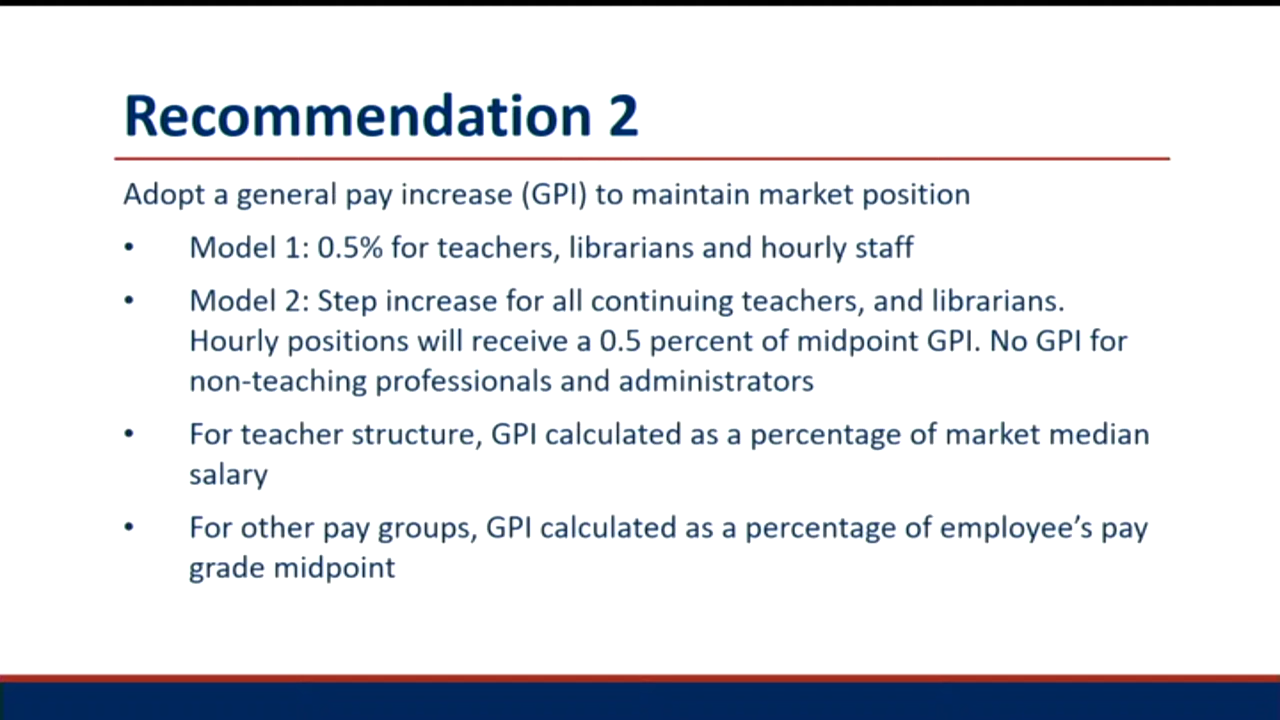 Recommendation 2
Adopt a general pay increase (GPI) to maintain market position
• Model 1: 0.5% for teachers, librarians and hourly staff
• Model 2: Step increase for all continuing teachers, and librarians.
Hourly positions will receive a 0.5 percent of midpoint GPI. No GPI for
non-teaching professionals and administrators
• For teacher structure, GPI calculated as a percentage of market median
salary
• For other pay groups, GPI calculated as a percentage of employee’s pay
grade midpoint